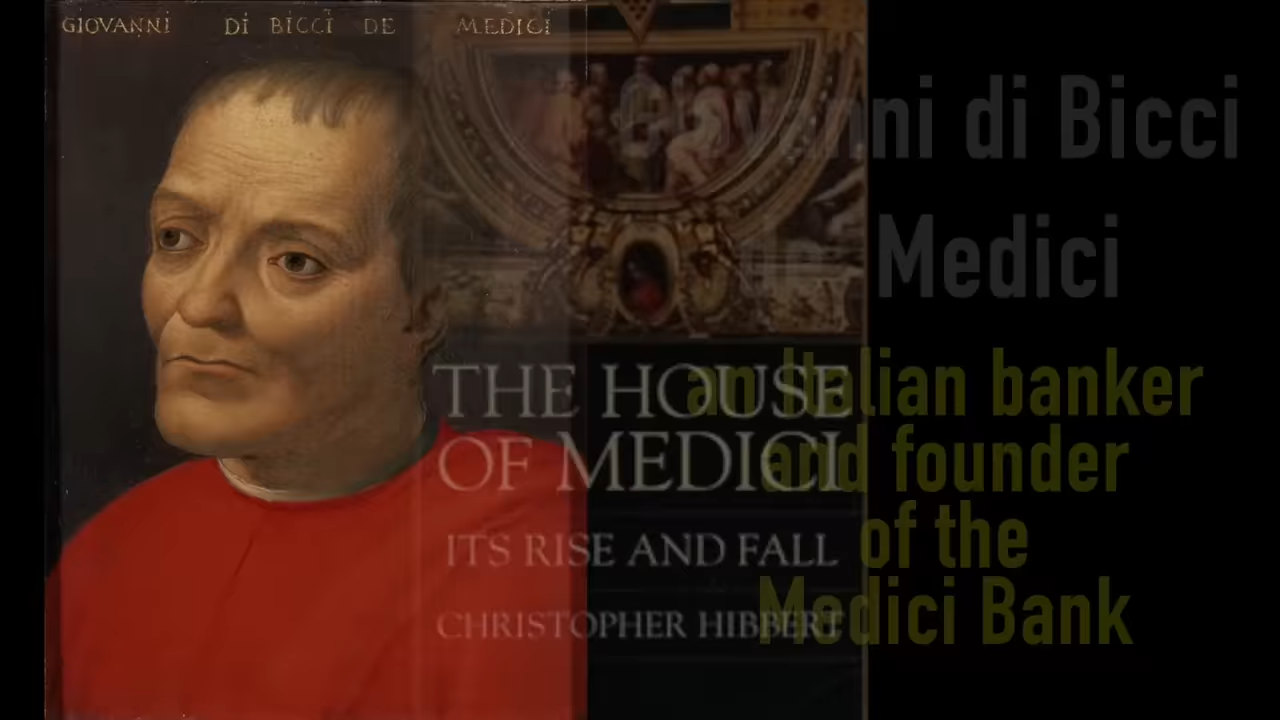 GIOVANNI DI BICCI DE MEDICI
THE HOUSE
OF MEDICI
ITS RISE AND FALL
CHRISTOPHER HIBBERT
anni di Bicci
Medici
an Italian banker
and founder
of the
Medici Bank